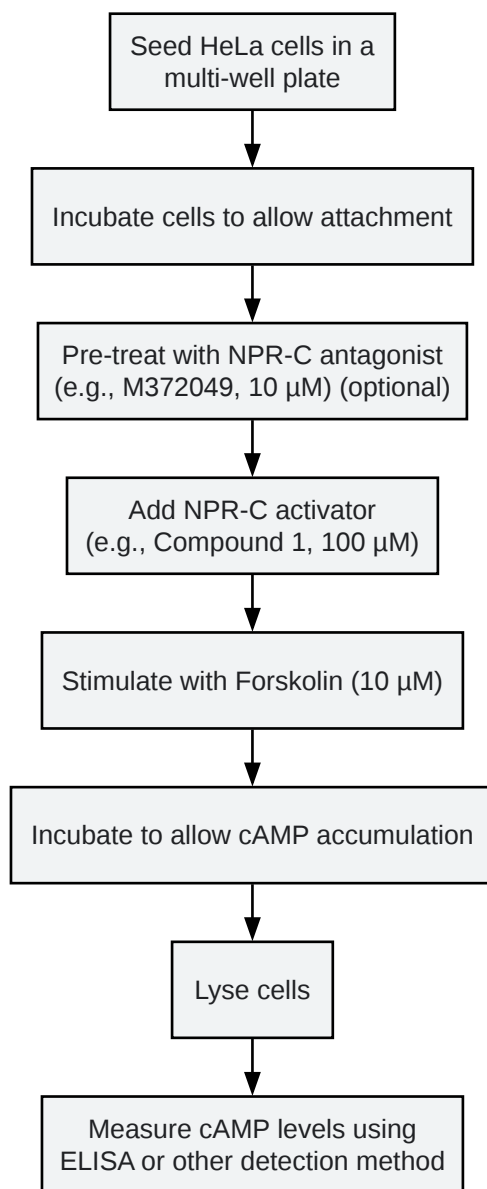 Seed HeLa cells in a
multi-well plate
Incubate cells to allow attachment
Pre-treat with NPR-C antagonist
(e.g., M372049, 10 µM) (optional)
Add NPR-C activator
(e.g., Compound 1, 100 µM)
Stimulate with Forskolin (10 µM)
Incubate to allow cAMP accumulation
Lyse cells
Measure cAMP levels using
ELISA or other detection method